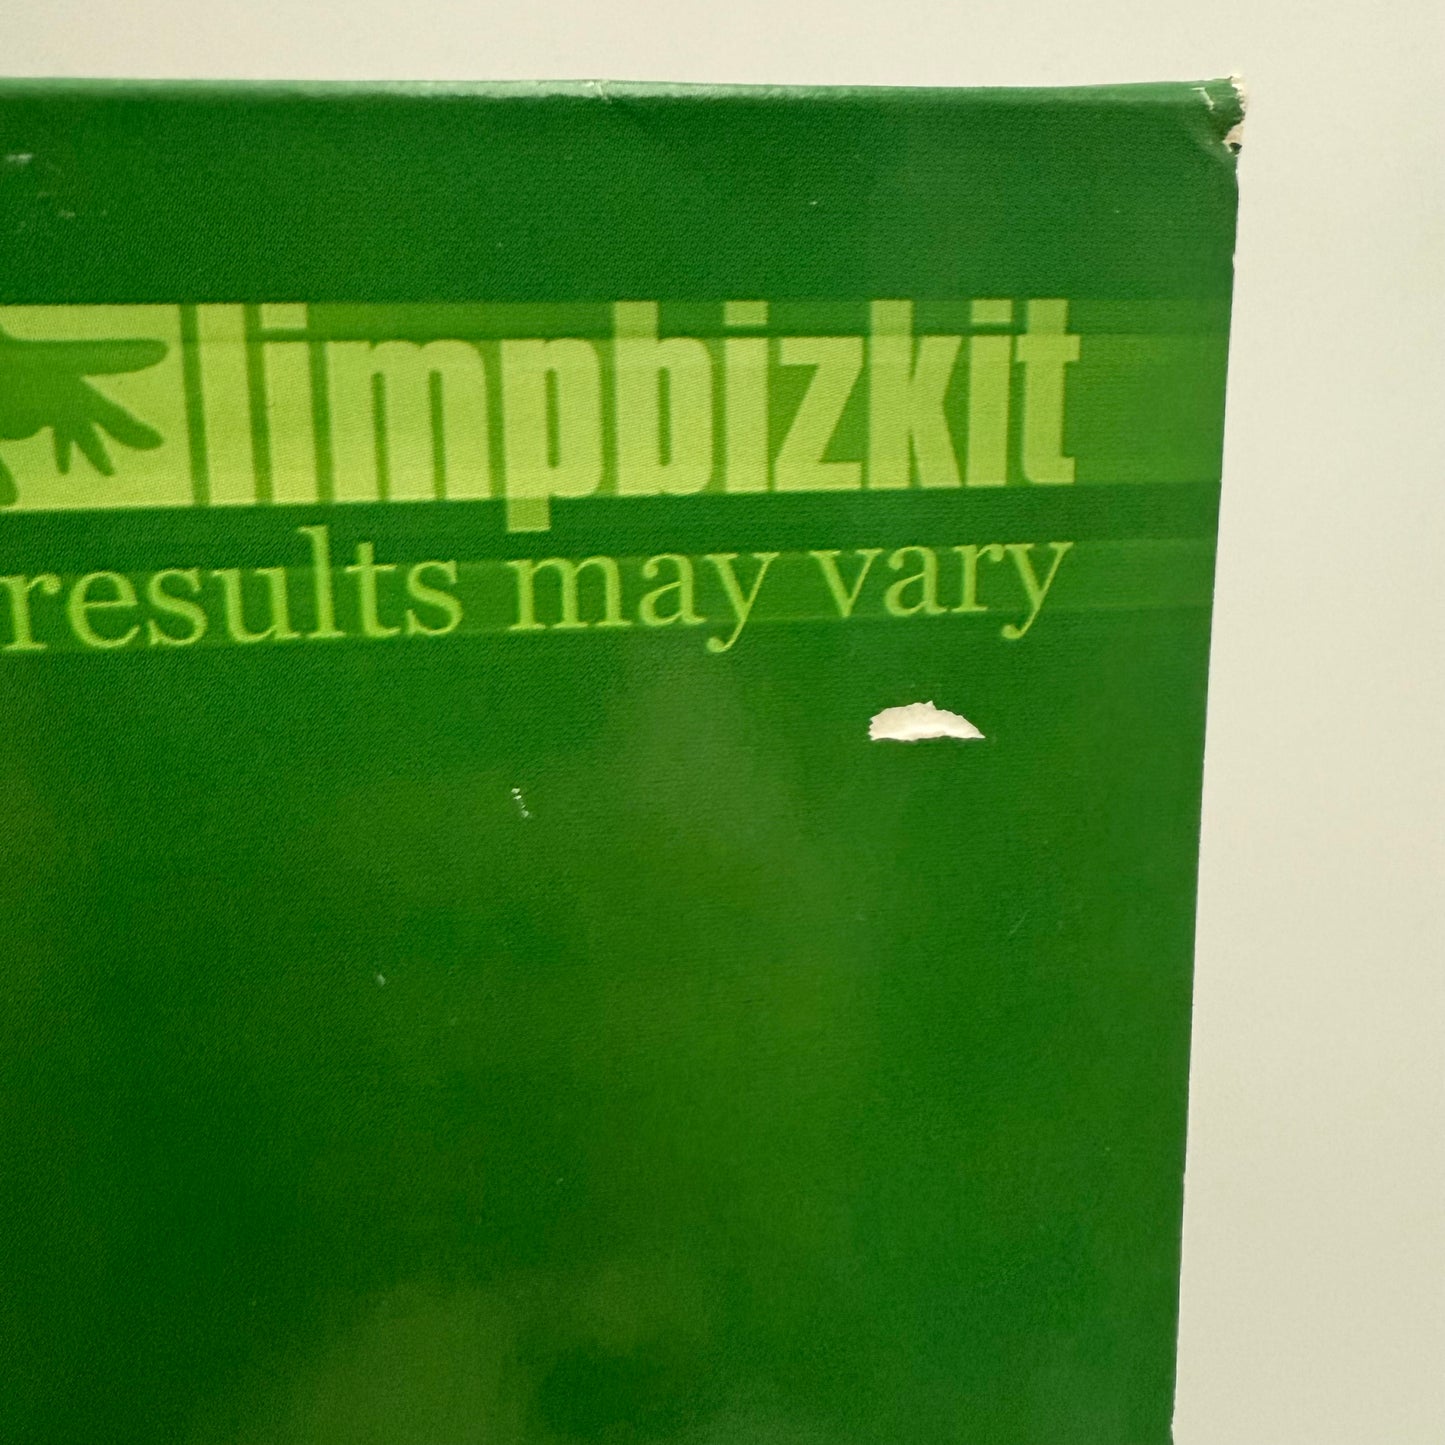 limpbizkit
results may vary